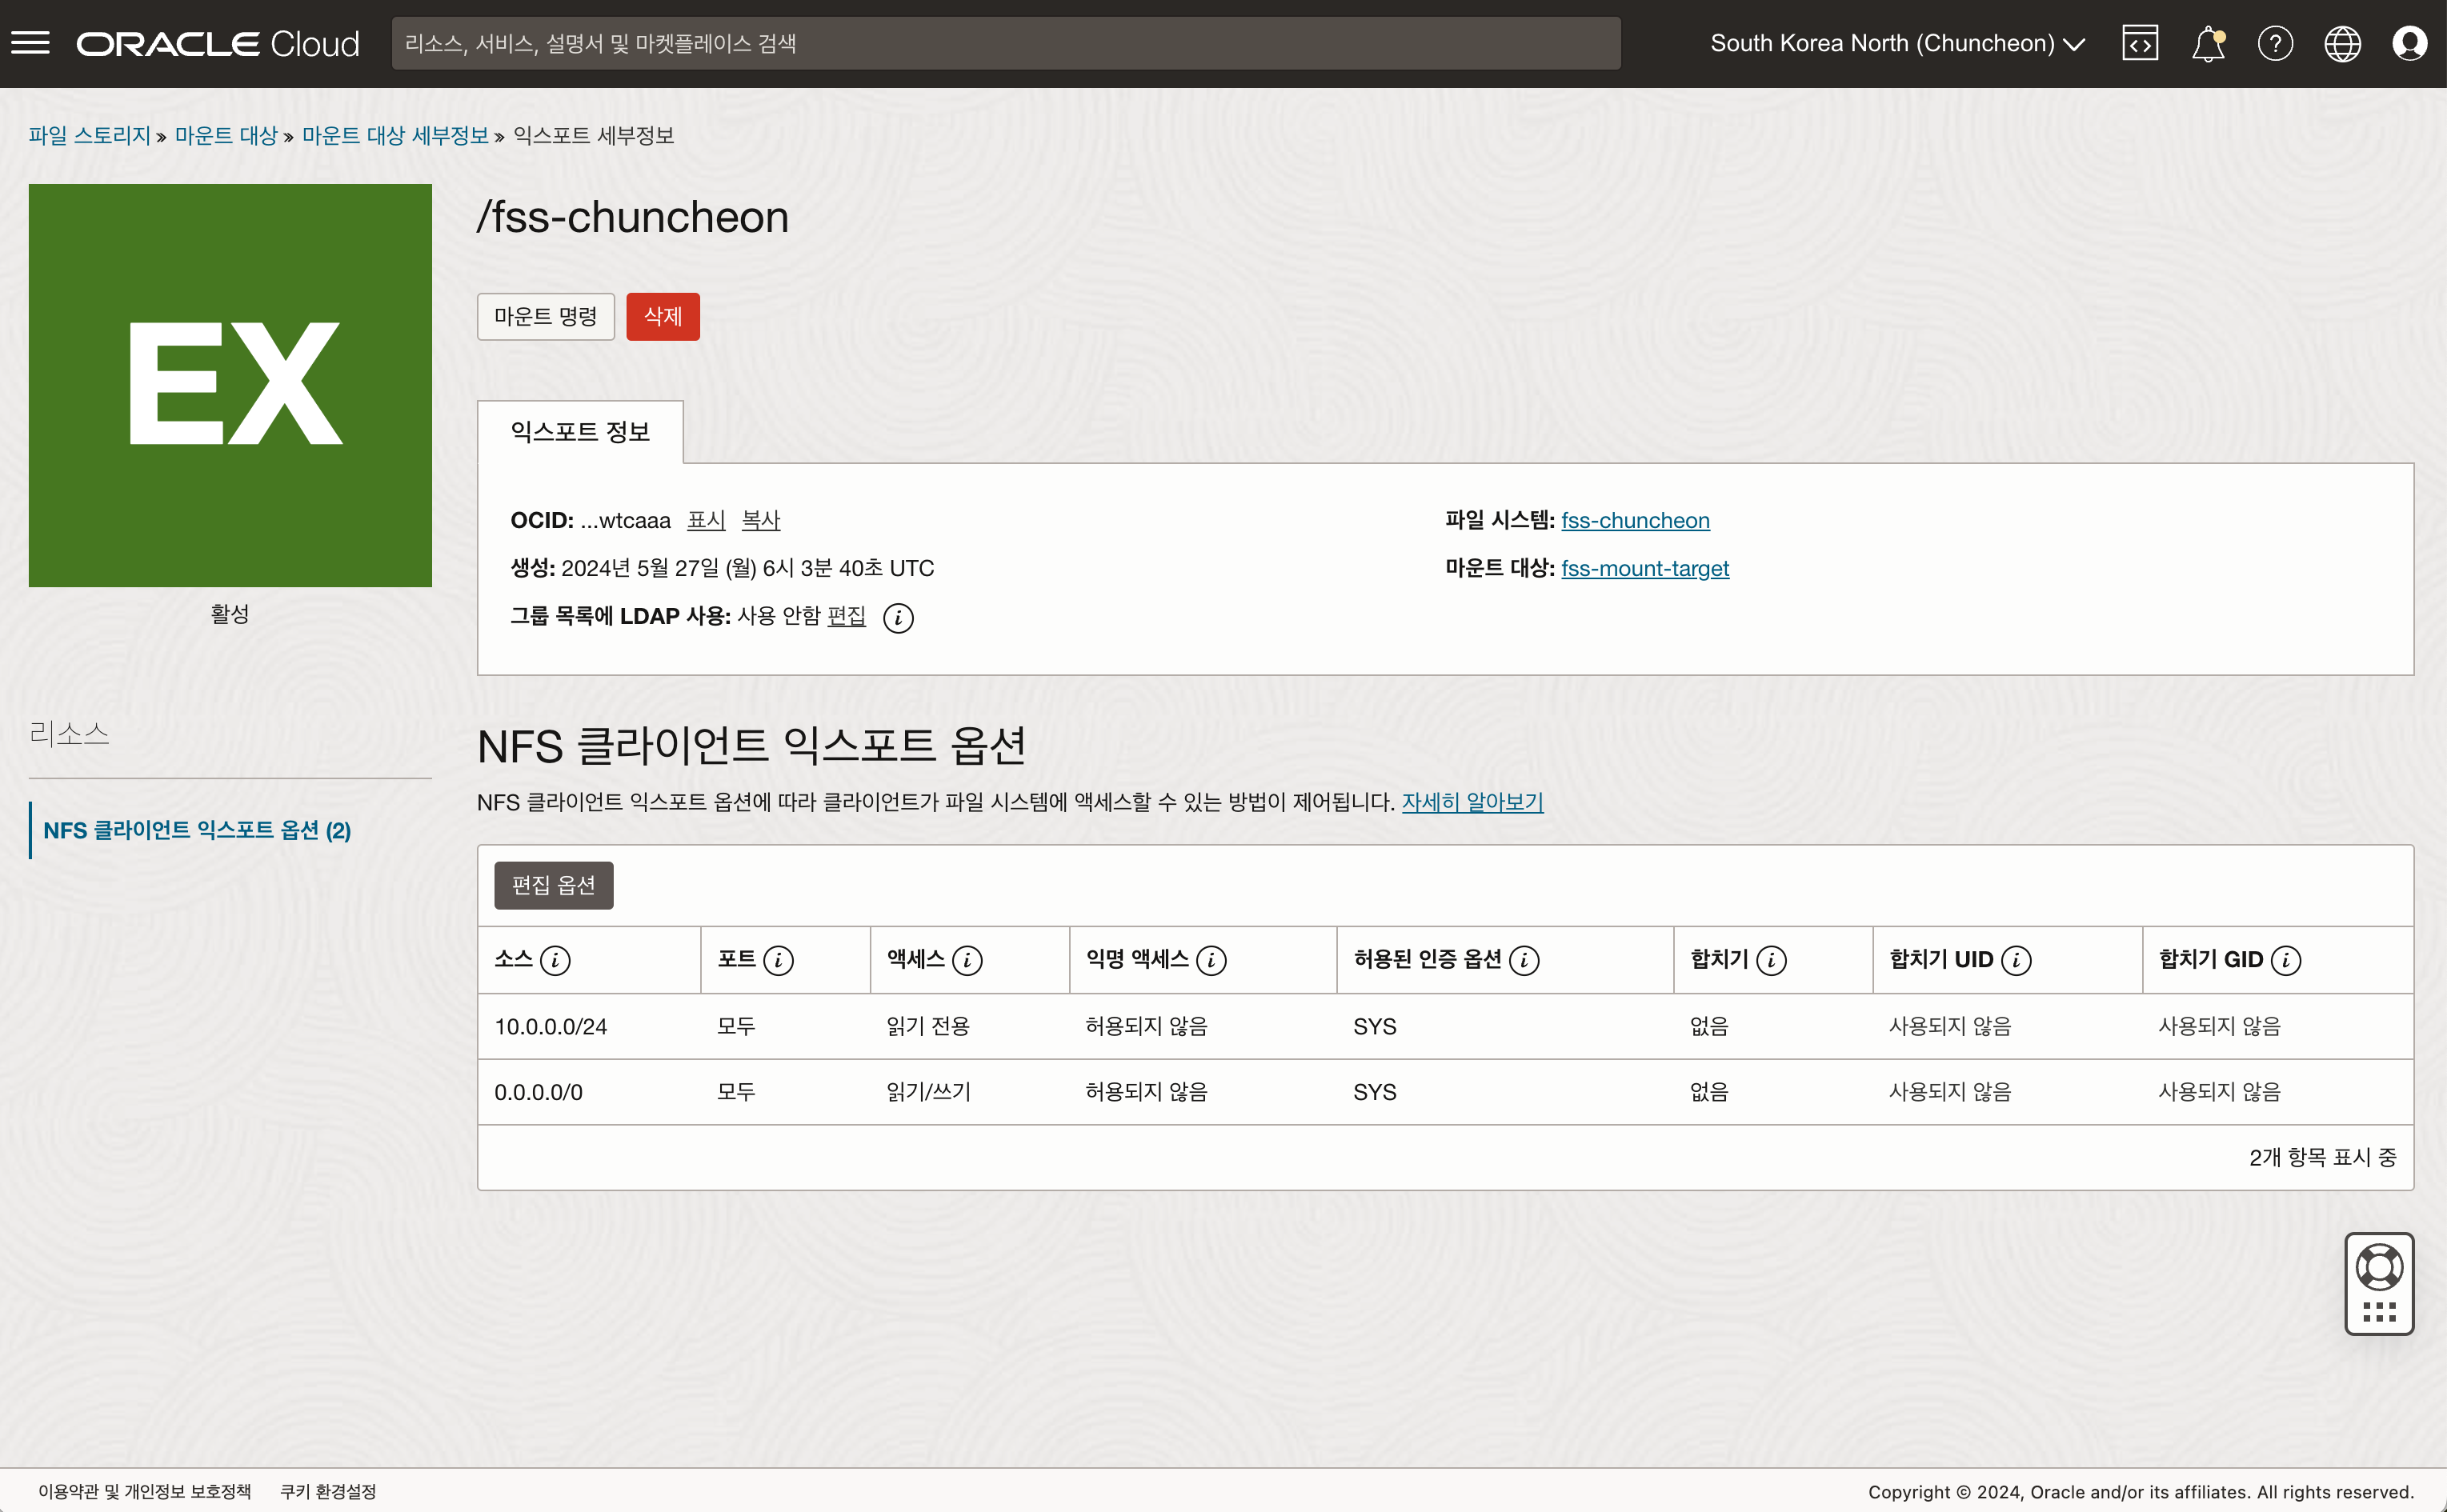 ORACLE Cloud
리소스, 서비스, 설명서 및 마켓플레이스 검색
South Korea North (Chuncheon)
파일 스토리지 » 마운트 대상 » 마운트 대상 세부정보 » 익스포트 세부정보
EX
활성
/fss-chuncheon
마운트 명령 삭제
익스포트 정보
OCID: ...wtcaaa 표시 복사
생성: 2024년 5월 27일 (월) 6시 3분 40초 UTC
그룹 목록에 LDAP 사용: 사용 안함 편집
파일 시스템: fss-chuncheon
마운트 대상: fss-mount-target
리소스
NFS 클라이언트 익스포트 옵션 (2)
NFS 클라이언트 익스포트 옵션
NFS 클라이언트 익스포트 옵션에 따라 클라이언트가 파일 시스템에 액세스할 수 있는 방법이 제어됩니다. 자세히 알아보기
편집 옵션
소스 포트 액세스 익명 액세스 허용된 인증 옵션 합치기 합치기 UID 합치기 GID
10.0.0.0/24 모두 읽기 전용 허용되지 않음 SYS 없음 사용되지 않음 사용되지 않음
0.0.0.0/0 모두 읽기/쓰기 허용되지 않음 SYS 없음 사용되지 않음 사용되지 않음
2개 항목 표시 중
이용약관 및 개인정보 보호정책 쿠키 환경설정
Copyright © 2024, Oracle and/or its affiliates. All rights reserved.